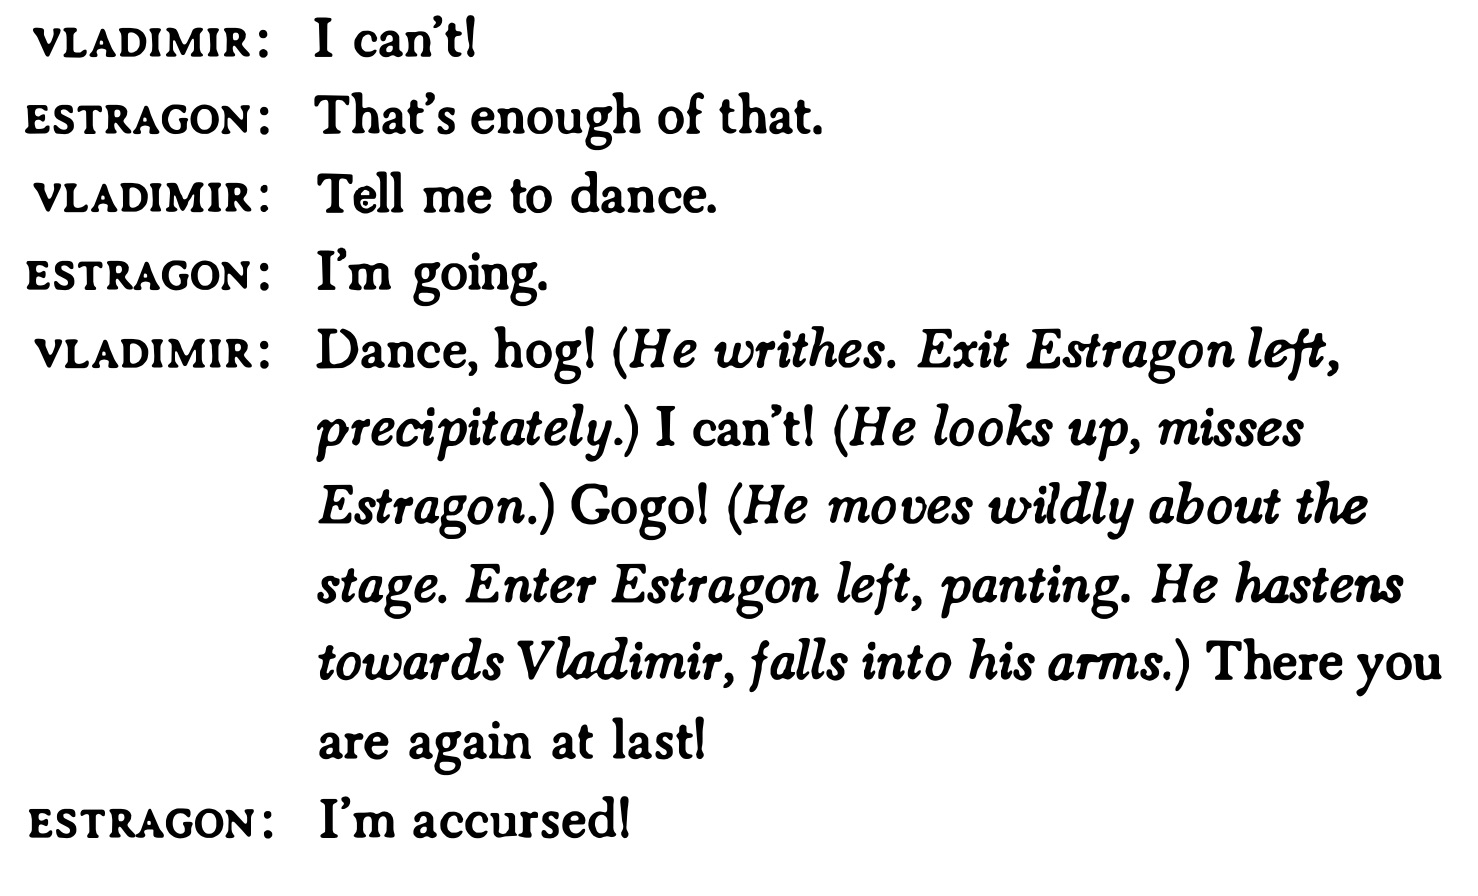 VLADIMIR: I can't!
ESTRAGON: That's enough of that.
VLADIMIR: Tell me to dance.
ESTRAGON: I'm going.
VLADIMIR: Dance, hog! (He writhes. Exit Estragon left,
precipitately.) I can't! (He looks up, misses
Estragon.) Gogo! (He moves wildly about the
stage. Enter Estragon left, panting. He hastens
towards Vladimir, falls into his arms.) There you
are again at last!
ESTRAGON: I'm accursed!